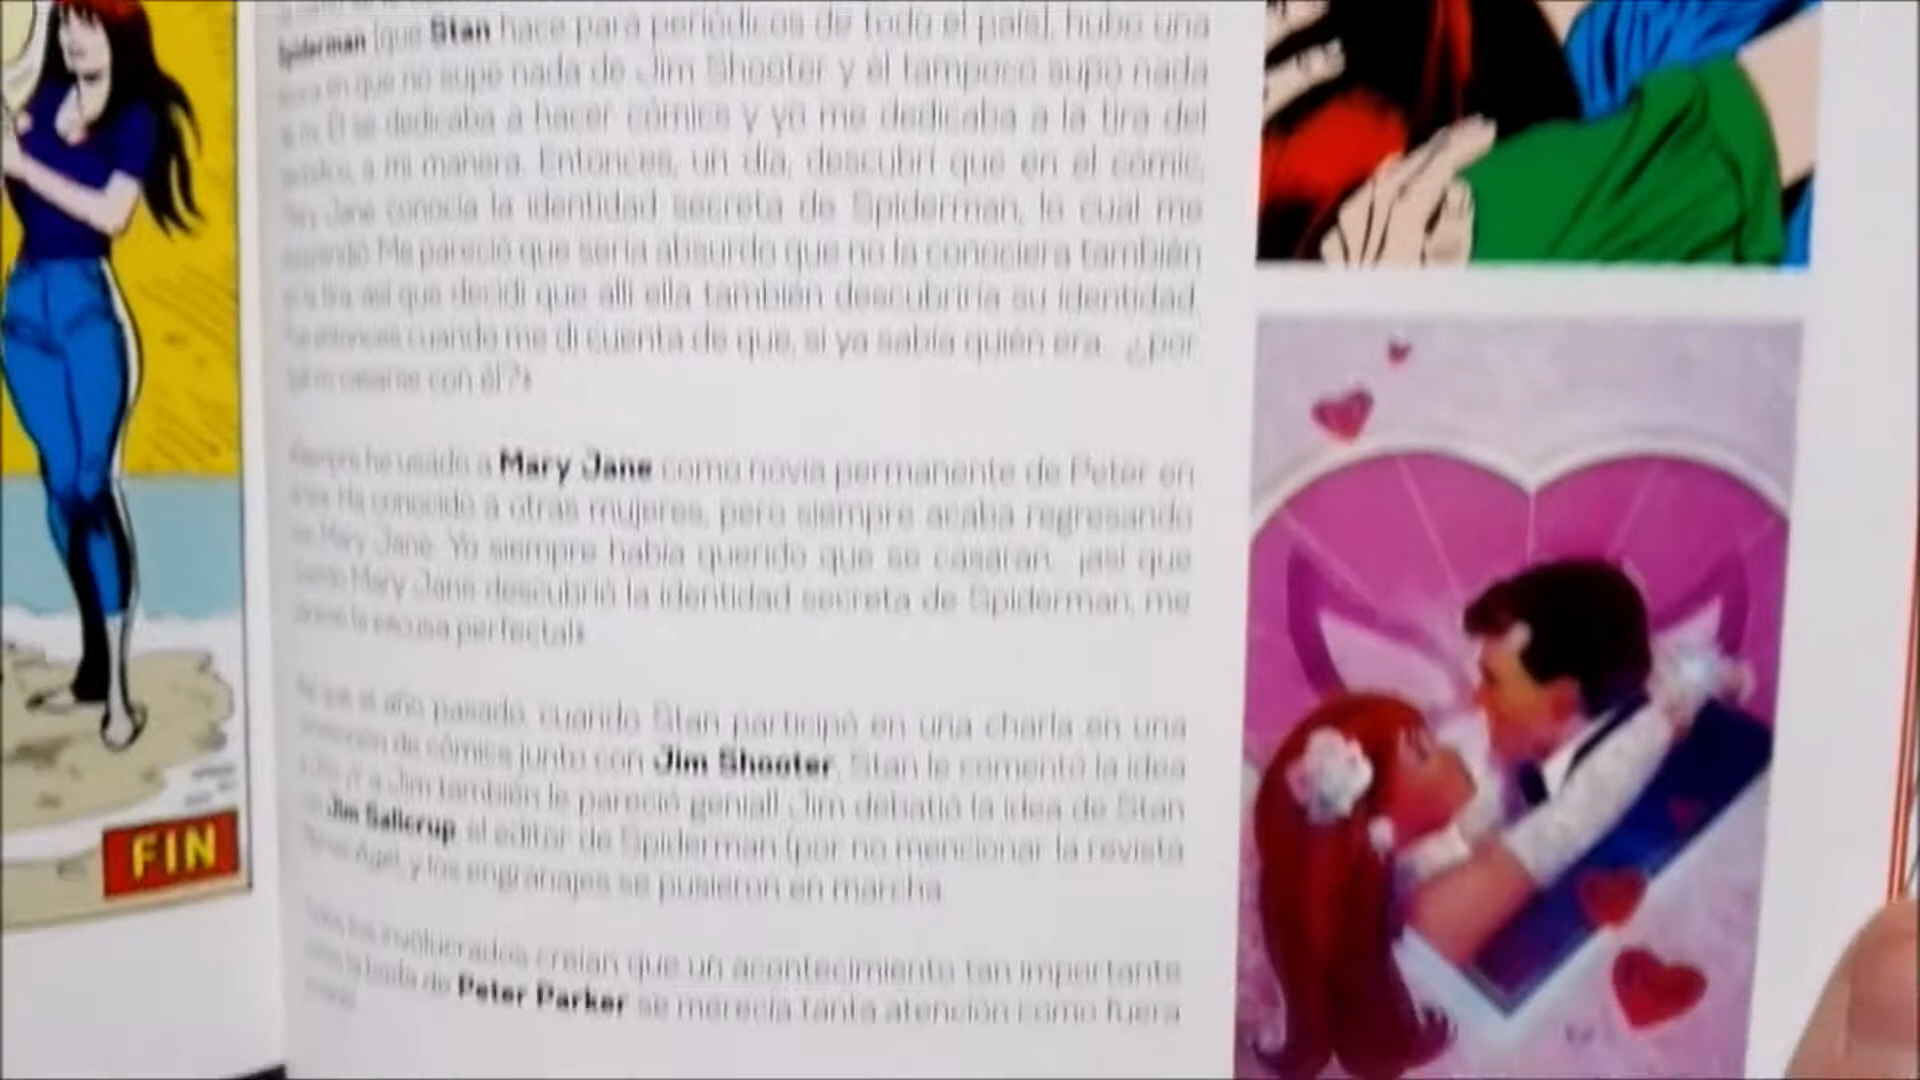 Spiderman (que Stan hace para periódicos de todo el país), hubo una
en que no supe nada de Jim Shooter y él tampoco supo nada
se dedicaba a hacer cómics y yo me dedicaba a la tira del
a mi manera. Entonces, un día, descubrí que en el cómic,
Mary Jane conocía la identidad secreta de Spiderman, lo cual me
Me pareció que sería absurdo que no la conociera también
así que decidí que allí ella también descubriría su identidad.
entonces cuando me di cuenta de que, si ya sabía quién era... ¿por
casarse con él?»
ha usado a Mary Jane como novia permanente de Peter en
Ha conocido a otras mujeres, pero siempre acaba regresando
Mary Jane. Yo siempre había querido que se casaran... ¡así que
Mary Jane descubrió la identidad secreta de Spiderman, me
la excusa perfecta!»
el año pasado, cuando Stan participó en una charla en una
de cómics junto con Jim Shooter, Stan le comentó la idea
a Jim también le pareció genial! Jim debatió la idea de Stan
Jim Salicrup, el editor de Spiderman (por no mencionar la revista
y los engranajes se pusieron en marcha.
los involucrados creían que un acontecimiento tan importante
la boda de Peter Parker se merecía tanta atención como fuera
FIN